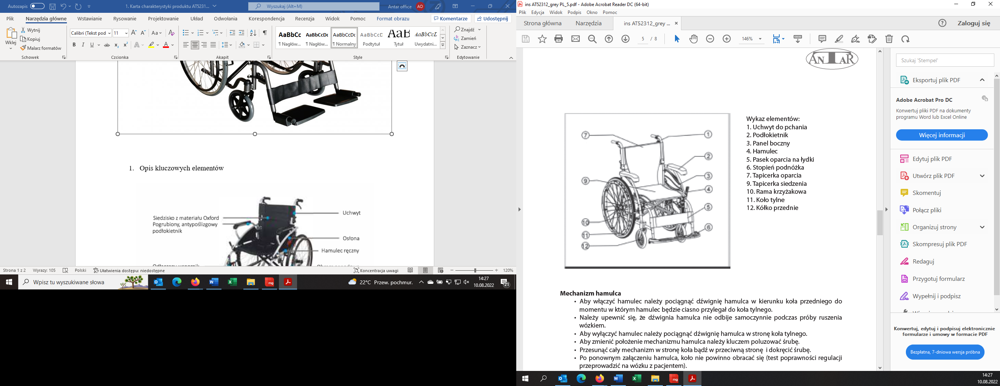 Autozapis
1. Karta charakterystyki produktu AT5231...
Wyszukaj (Alt+M)
Antar office
AO
Plik
Narzędzia główne
Wstawianie
Rysowanie
Projektowanie
Układ
Odwołania
Korespondencja
Recenzja
Widok
Pomoc
Format obrazu
Komentarze
Udostępnij
Wklej
Wytnij
Kopiuj
Malarz formatów
Schowek
Calibri (Tekst pod
11
Czcionka
Akapit
AaBbCc
¶ Nagłów...
AaBbCcDc
¶ Nagłów...
AaBbCcDc
¶ Normalny
AaBbCcD
Podtytuł
AaB
Tytuł
AaBbCcD
Uwydatni...
Style
Znajdź
Zamień
Zaznacz
Edytowanie
1. Opis kluczowych elementów
Siedzisko z materiału Oxford
Pogrubiony, antypoślizgowy
podłokietnik
Uchwyt
Osłona
Hamulec ręczny
Strona 1 z 2
Wyrazy: 105
Polski
Ułatwienia dostępu: niedostępne
Koncentracja uwagi
120%
Wpisz tu wyszukiwane słowa
22°C Przew. pochmur.
14:27
10.08.2022
21
ins AT52312_grey PL_5.pdf - Adobe Acrobat Reader DC (64-bit)
Plik Edycja Widok Podpis Okno Pomoc
Strona główna
Narzędzia
ins AT52312_grey ...
Zaloguj się
5 / 8
146%
ANTAR
7
1
2
3
4
5
6
9
10
11
12
Wykaz elementów:
1. Uchwyt do pchania
2. Podłokietnik
3. Panel boczny
4. Hamulec
5. Pasek oparcia na łydki
6. Stopień podnóżka
7. Tapicerka oparcia
9. Tapicerka siedzenia
10. Rama krzyżakowa
11. Koło tylne
12. Kółko przednie
Mechanizm hamulca
• Aby włączyć hamulec należy pociągnąć dźwignię hamulca w kierunku koła przedniego do
momentu w którym hamulec będzie ciasno przylegał do koła tylnego.
• Należy upewnić się, że dźwignia hamulca nie odbije samoczynnie podczas próby ruszenia
wózkiem.
• Aby wyłączyć hamulec należy pociągnąć dźwignię hamulca w stronę koła tylnego.
• Aby zmienić położenie mechanizmu hamulca należy kluczem poluzować śrubę.
• Przesunąć cały mechanizm w stronę koła bądź w przeciwną stronę i dokręcić śrubę.
• Po ponownym załączeniu hamulca, koło nie powinno obracać się (test poprawności regulacji
przeprowadzić na wózku z pacjentem).
Szukaj 'Stempel'
Eksportuj plik PDF
Adobe Acrobat Pro DC
Konwertuj pliki PDF na dokumenty
programu Word lub Excel Online
Więcej informacji
Edytuj plik PDF
Utwórz plik PDF
Skomentuj
Połącz pliki
Organizuj strony
Skompresuj plik PDF
Redaguj
Przygotuj formularz
Wypełnij i podpisz
Konwertuj, edytuj i podpisuj elektronicznie
formularze i umowy w formacie PDF
Bezpłatna, 7-dniowa wersja próbna
14:27
10.08.2022